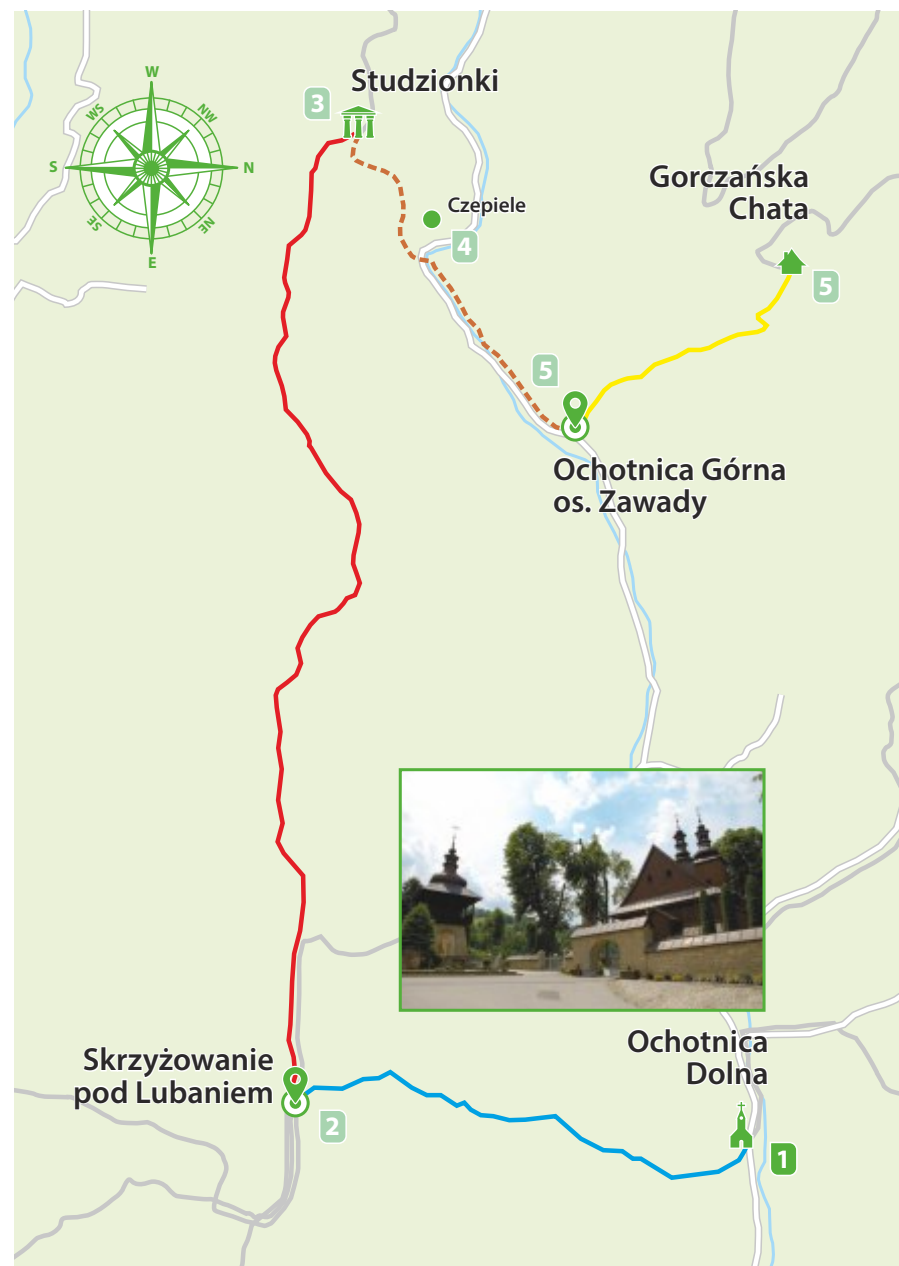 W
WS
NW
S
N
SE
NE
E
3
Studzionki
Czepiele
4
Gorczańska
Chata
5
5
Ochotnica Górna
os. Zawady
Skrzyżowanie
pod Lubaniem
2
Ochotnica
Dolna
1